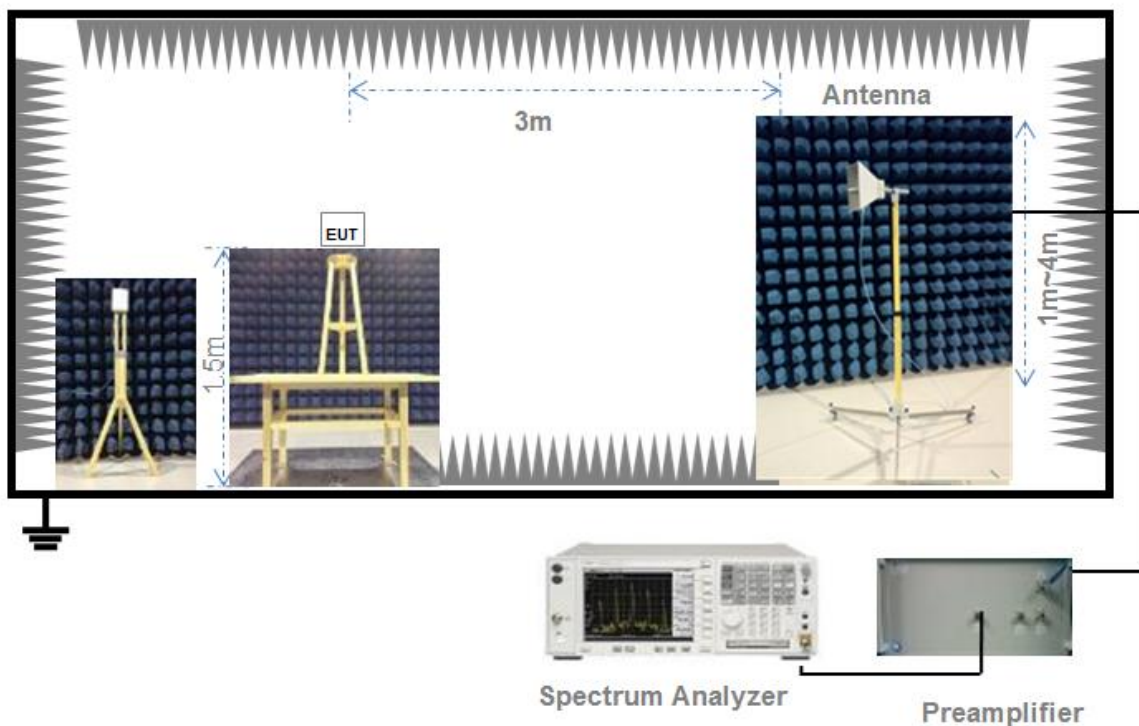 Antenna
3m
EUT
1.5m
1m~4m
Spectrum Analyzer
Preamplifier